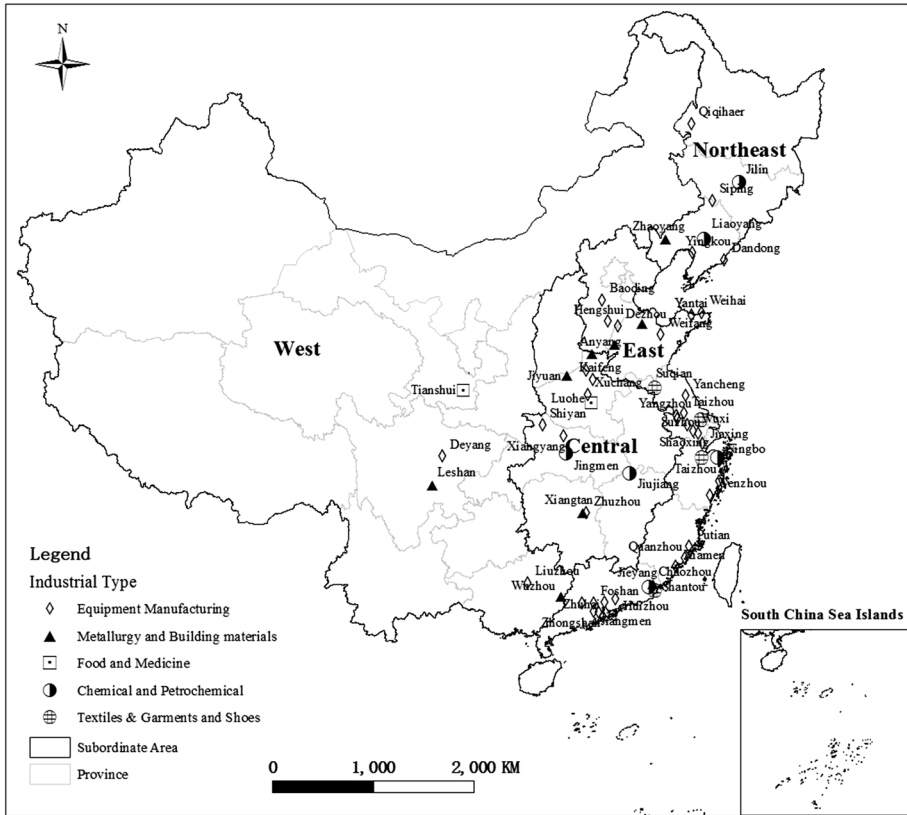 N
Qiqihaer
Northeast
Jilin
Siping
Liaoyang
Zhaoyang
Yingkou
Dandong
Baoding
Yantai Weihai
Hengshui
Dezhou
Weifang
Anyang
East
West
Kaifeng
Jiyuan
Xuchang
Suqian
Tianshui
Yancheng
Luohe
Yangzhou
Taizhou
Shiyan
Wuxi
Suzhou
Jiaxing
Shaoxing
Xiangyang
Central
Ningbo
Deyang
Jingmen
Taizhou
Leshan
Jiujiang
Wenzhou
Xiangtan
Zhuzhou
Putian
Quanzhou
Xiamen
Liuzhou
Jieyang
Chaozhou
Wuzhou
Foshan
Shantou
Zhuhai
Huizhou
Zhongshan
Jiangmen
South China Sea Islands
Legend
Industrial Type
Equipment Manufacturing
Metallurgy and Building materials
Food and Medicine
Chemical and Petrochemical
Textiles & Garments and Shoes
Subordinate Area
Province
0 1,000 2,000 KM